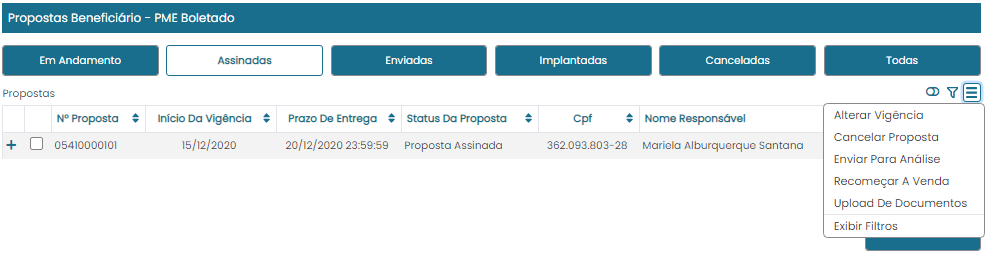 Propostas Beneficiário - PME Boletado
Em Andamento Assinadas Enviadas Implantadas Canceladas Todas
Propostas
Nº Proposta Início Da Vigência Prazo De Entrega Status Da Proposta Cpf Nome Responsável
05410000101 15/12/2020 20/12/2020 23:59:59 Proposta Assinada 362.093.803-28 Mariela Alburquerque Santana
Alterar Vigência
Cancelar Proposta
Enviar Para Análise
Recomeçar A Venda
Upload De Documentos
Exibir Filtros